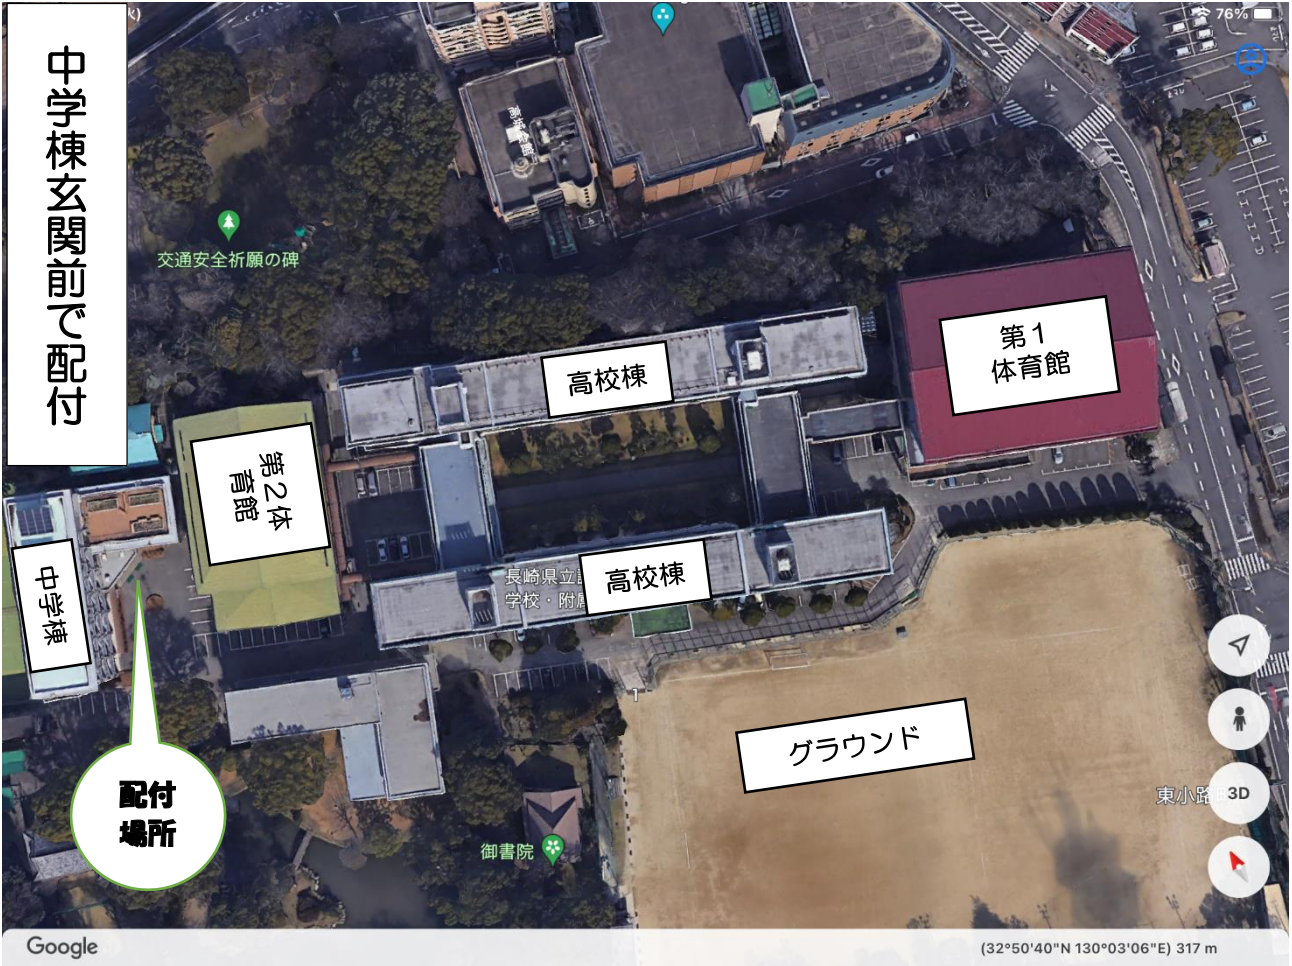 中学棟玄関前で配付
火)
76%
交通安全祈願の碑
高校棟
第1
体育館
第2体
育館
中学棟
長崎県立
高校棟
学校・附属
グラウンド
配付
場所
御書院
東小路
3D
Google
(32°50'40"N 130°03'06"E) 317 m